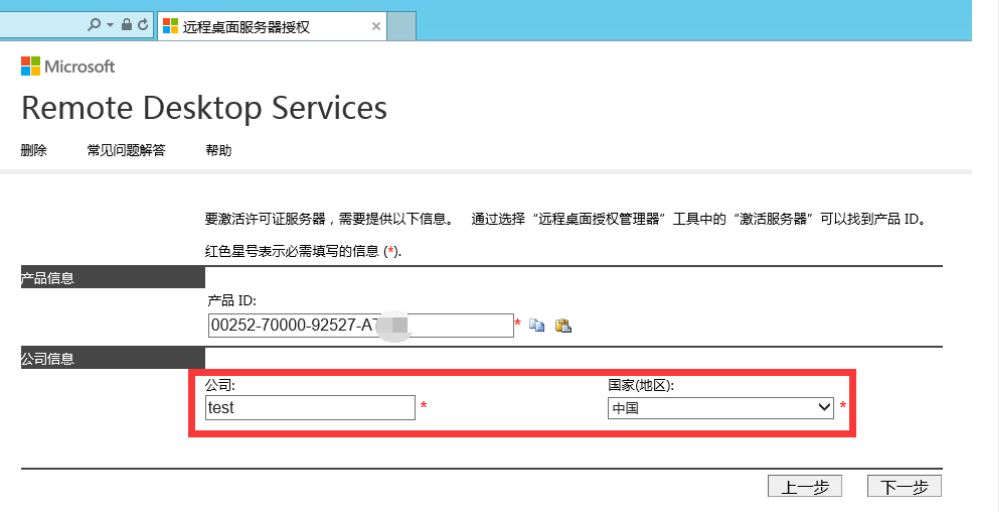 远程桌面服务器授权
Microsoft
Remote Desktop Services
删除 常见问题解答 帮助
要激活许可证服务器，需要提供以下信息。 通过选择“远程桌面授权管理器”工具中的“激活服务器”可以找到产品 ID。
红色星号表示必需填写的信息 (*).
产品信息
产品 ID:
00252-70000-92527-A *
公司信息
公司: 国家(地区):
test * 中国 *
上一步 下一步